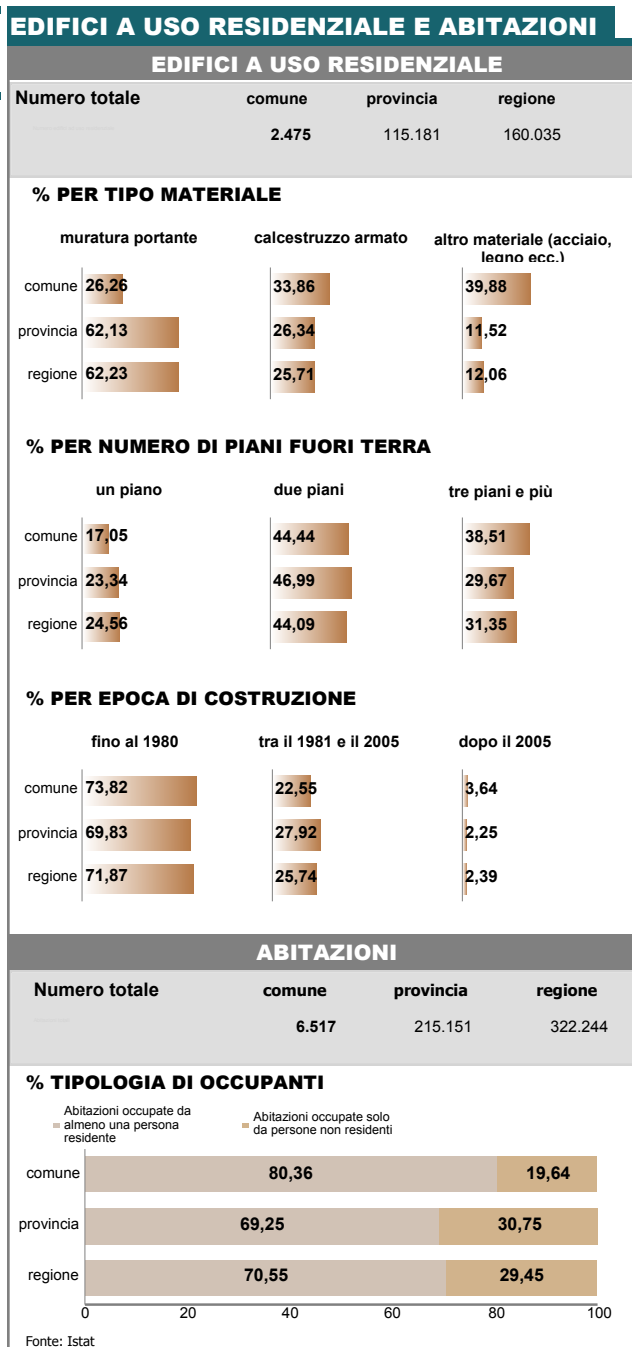 EDIFICI A USO RESIDENZIALE E ABITAZIONI
EDIFICI A USO RESIDENZIALE
Numero totale comune provincia regione
2.475 115.181 160.035
% PER TIPO MATERIALE
muratura portante calcestruzzo armato altro materiale (acciaio,
legno ecc.)
comune 26,26 33,86 39,88
provincia 62,13 26,34 11,52
regione 62,23 25,71 12,06
% PER NUMERO DI PIANI FUORI TERRA
un piano due piani tre piani e più
comune 17,05 44,44 38,51
provincia 23,34 46,99 29,67
regione 24,56 44,09 31,35
% PER EPOCA DI COSTRUZIONE
fino al 1980 tra il 1981 e il 2005 dopo il 2005
comune 73,82 22,55 3,64
provincia 69,83 27,92 2,25
regione 71,87 25,74 2,39
ABITAZIONI
Numero totale comune provincia regione
6.517 215.151 322.244
% TIPOLOGIA DI OCCUPANTI
Abitazioni occupate da
almeno una persona
residente
Abitazioni occupate solo
da persone non residenti
comune 80,36 19,64
provincia 69,25 30,75
regione 70,55 29,45
0 20 40 60 80 100
Fonte: Istat